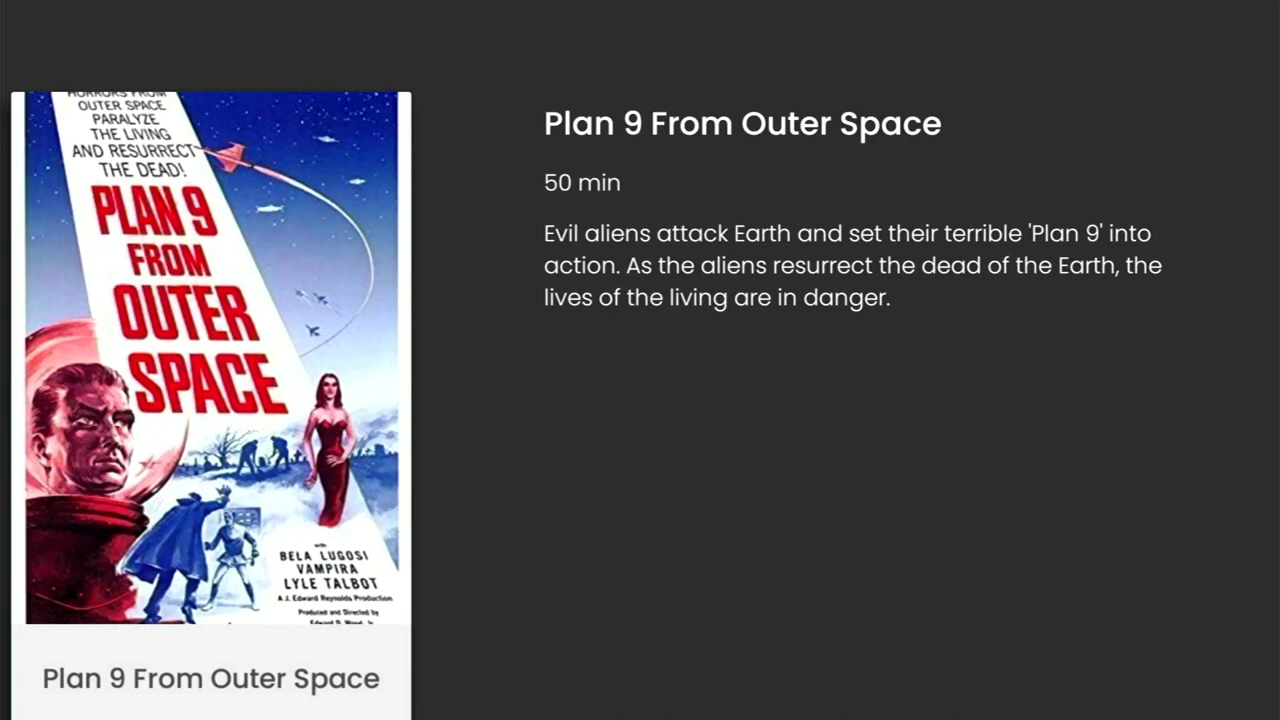 HORRORS FROM
OUTER SPACE
PARALYZE
THE LIVING
AND RESURRECT
THE DEAD!
PLAN 9
FROM
OUTER
SPACE
with
BELA LUGOSI
VAMPIRA
LYLE TALBOT
A J. Edward Reynolds Production
Produced and Directed by
Edward D. Wood, Jr.
Plan 9 From Outer Space
Plan 9 From Outer Space
50 min
Evil aliens attack Earth and set their terrible 'Plan 9' into
action. As the aliens resurrect the dead of the Earth, the
lives of the living are in danger.